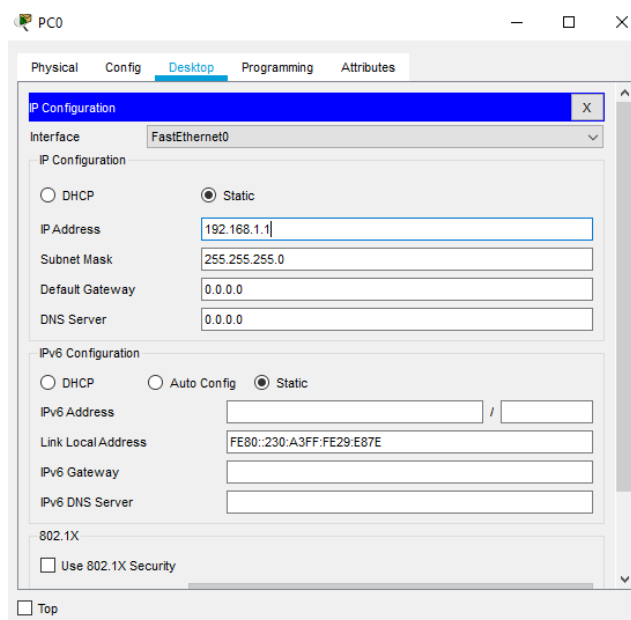 PC0
Physical Config Desktop Programming Attributes
IP Configuration X
Interface FastEthernet0
IP Configuration
DHCP Static
IP Address 192.168.1.1
Subnet Mask 255.255.255.0
Default Gateway 0.0.0.0
DNS Server 0.0.0.0
IPv6 Configuration
DHCP Auto Config Static
IPv6 Address /
Link Local Address FE80::230:A3FF:FE29:E87E
IPv6 Gateway
IPv6 DNS Server
802.1X
Use 802.1X Security
Top